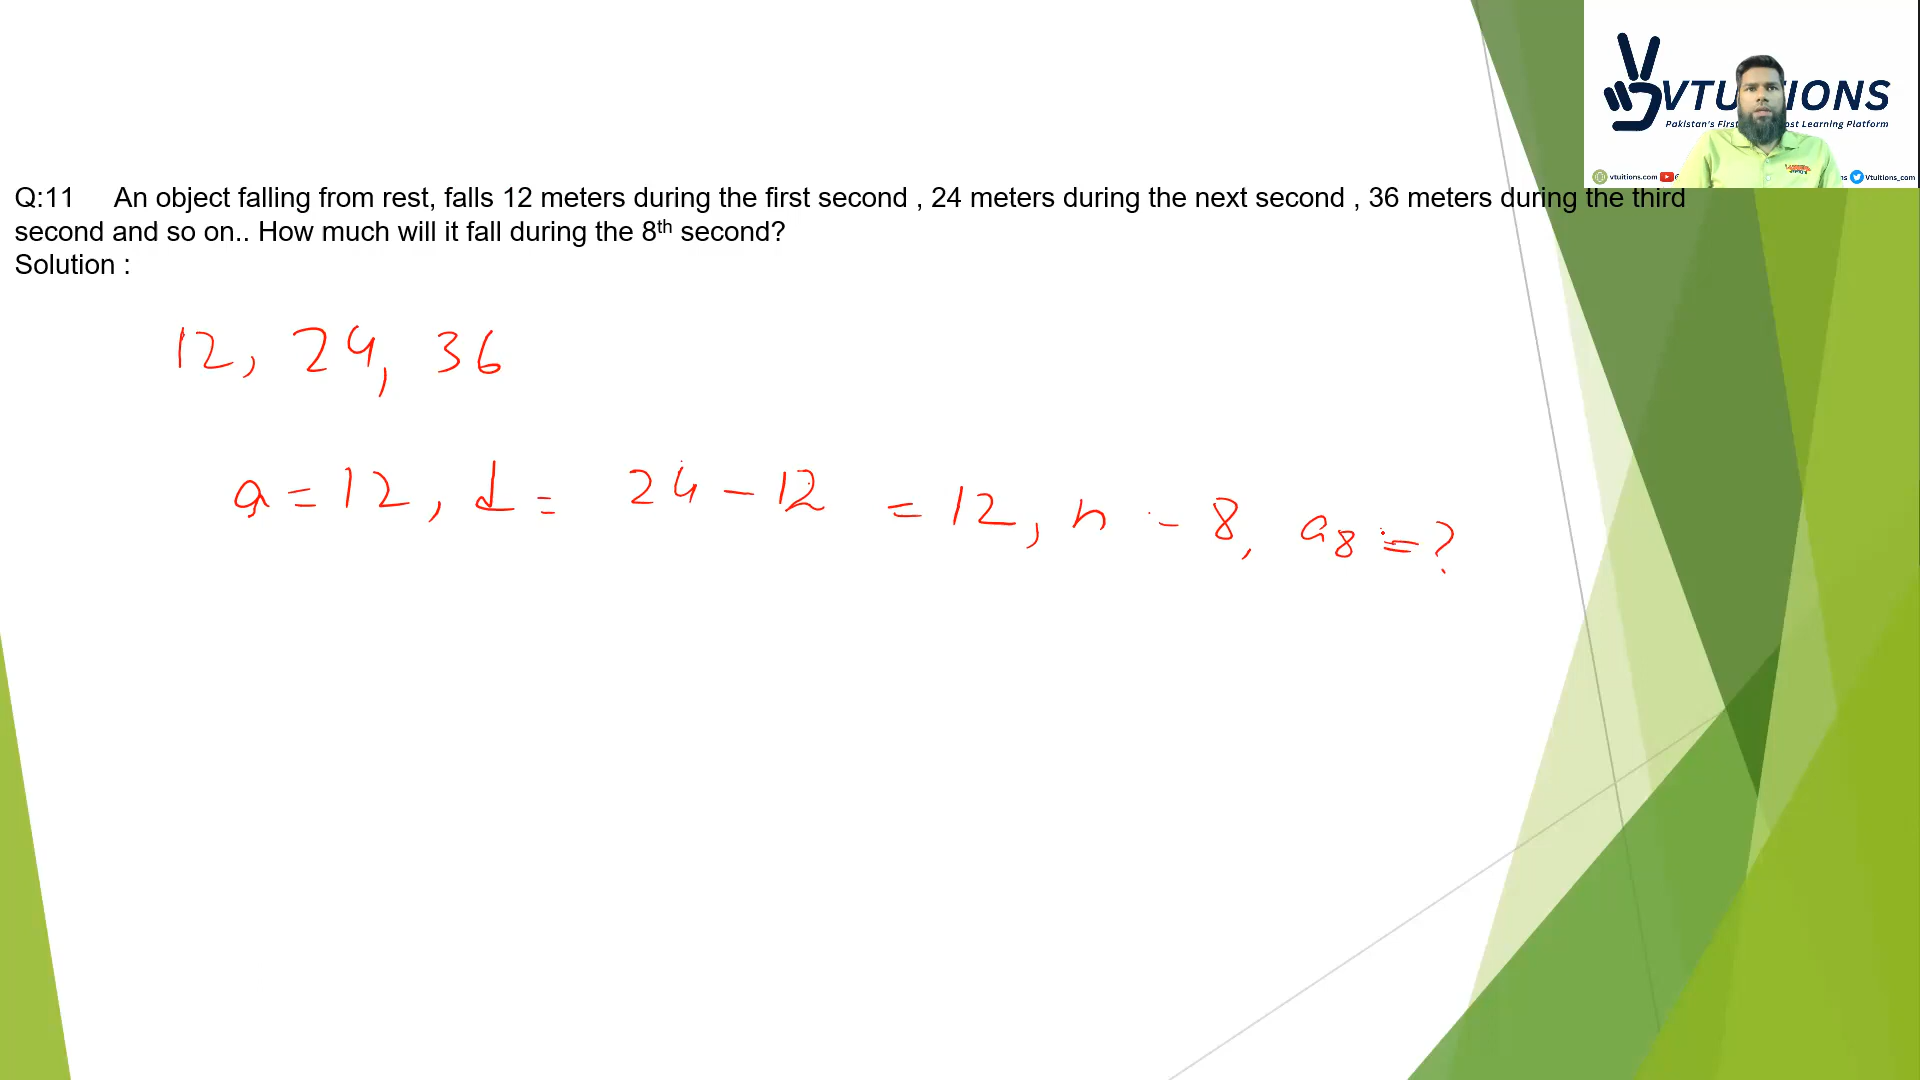 VTUTIONS
Pakistan's First ost Learning Platform
vtuitions.com Vtuitions_com
Q:11 An object falling from rest, falls 12 meters during the first second , 24 meters during the next second , 36 meters during the third
second and so on.. How much will it fall during the 8th second?
Solution :
12, 24, 36
a = 12, d = 24 - 12 = 12, n = 8, a8 = ?